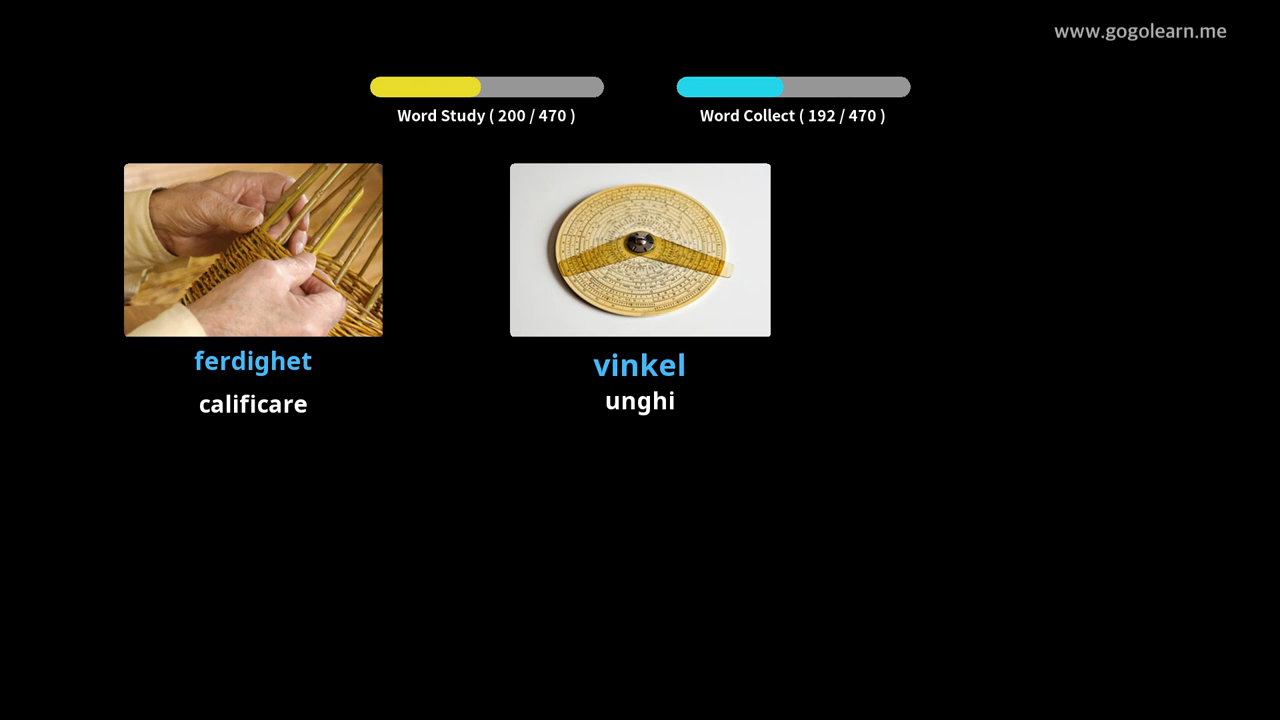 www.gogolearn.me
Word Study ( 200 / 470 )
Word Collect ( 192 / 470 )
ferdighet
calificare
vinkel
unghi